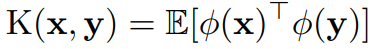 K(x, y) = 𝔼[ϕ(x)⊤ϕ(y)]